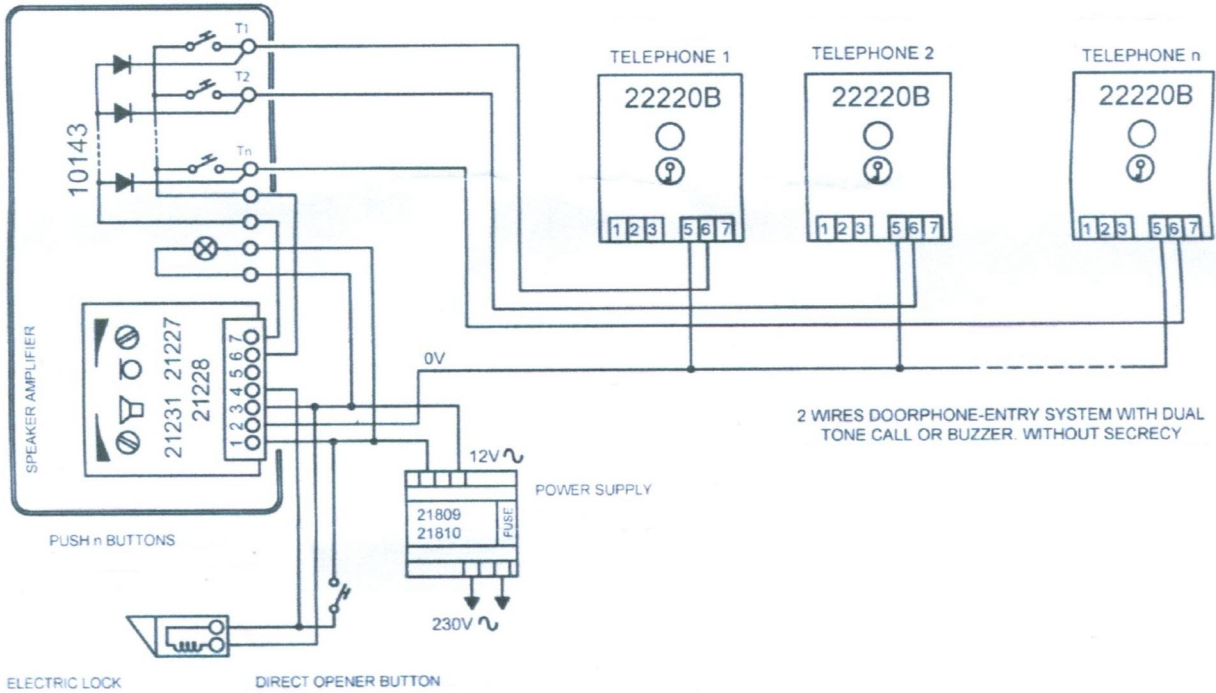 T1
T2
Tn
10143
TELEPHONE 1
22220B
1 2 3 5 6 7
TELEPHONE 2
22220B
1 2 3 5 6 7
TELEPHONE n
22220B
1 2 3 5 6 7
SPEAKER AMPLIFIER
21231 21227
21228
1 2 3 4 5 6 7
0V
2 WIRES DOORPHONE-ENTRY SYSTEM WITH DUAL
TONE CALL OR BUZZER. WITHOUT SECRECY
12V ~
POWER SUPPLY
21809
21810
FUSE
230V ~
PUSH n BUTTONS
ELECTRIC LOCK
DIRECT OPENER BUTTON